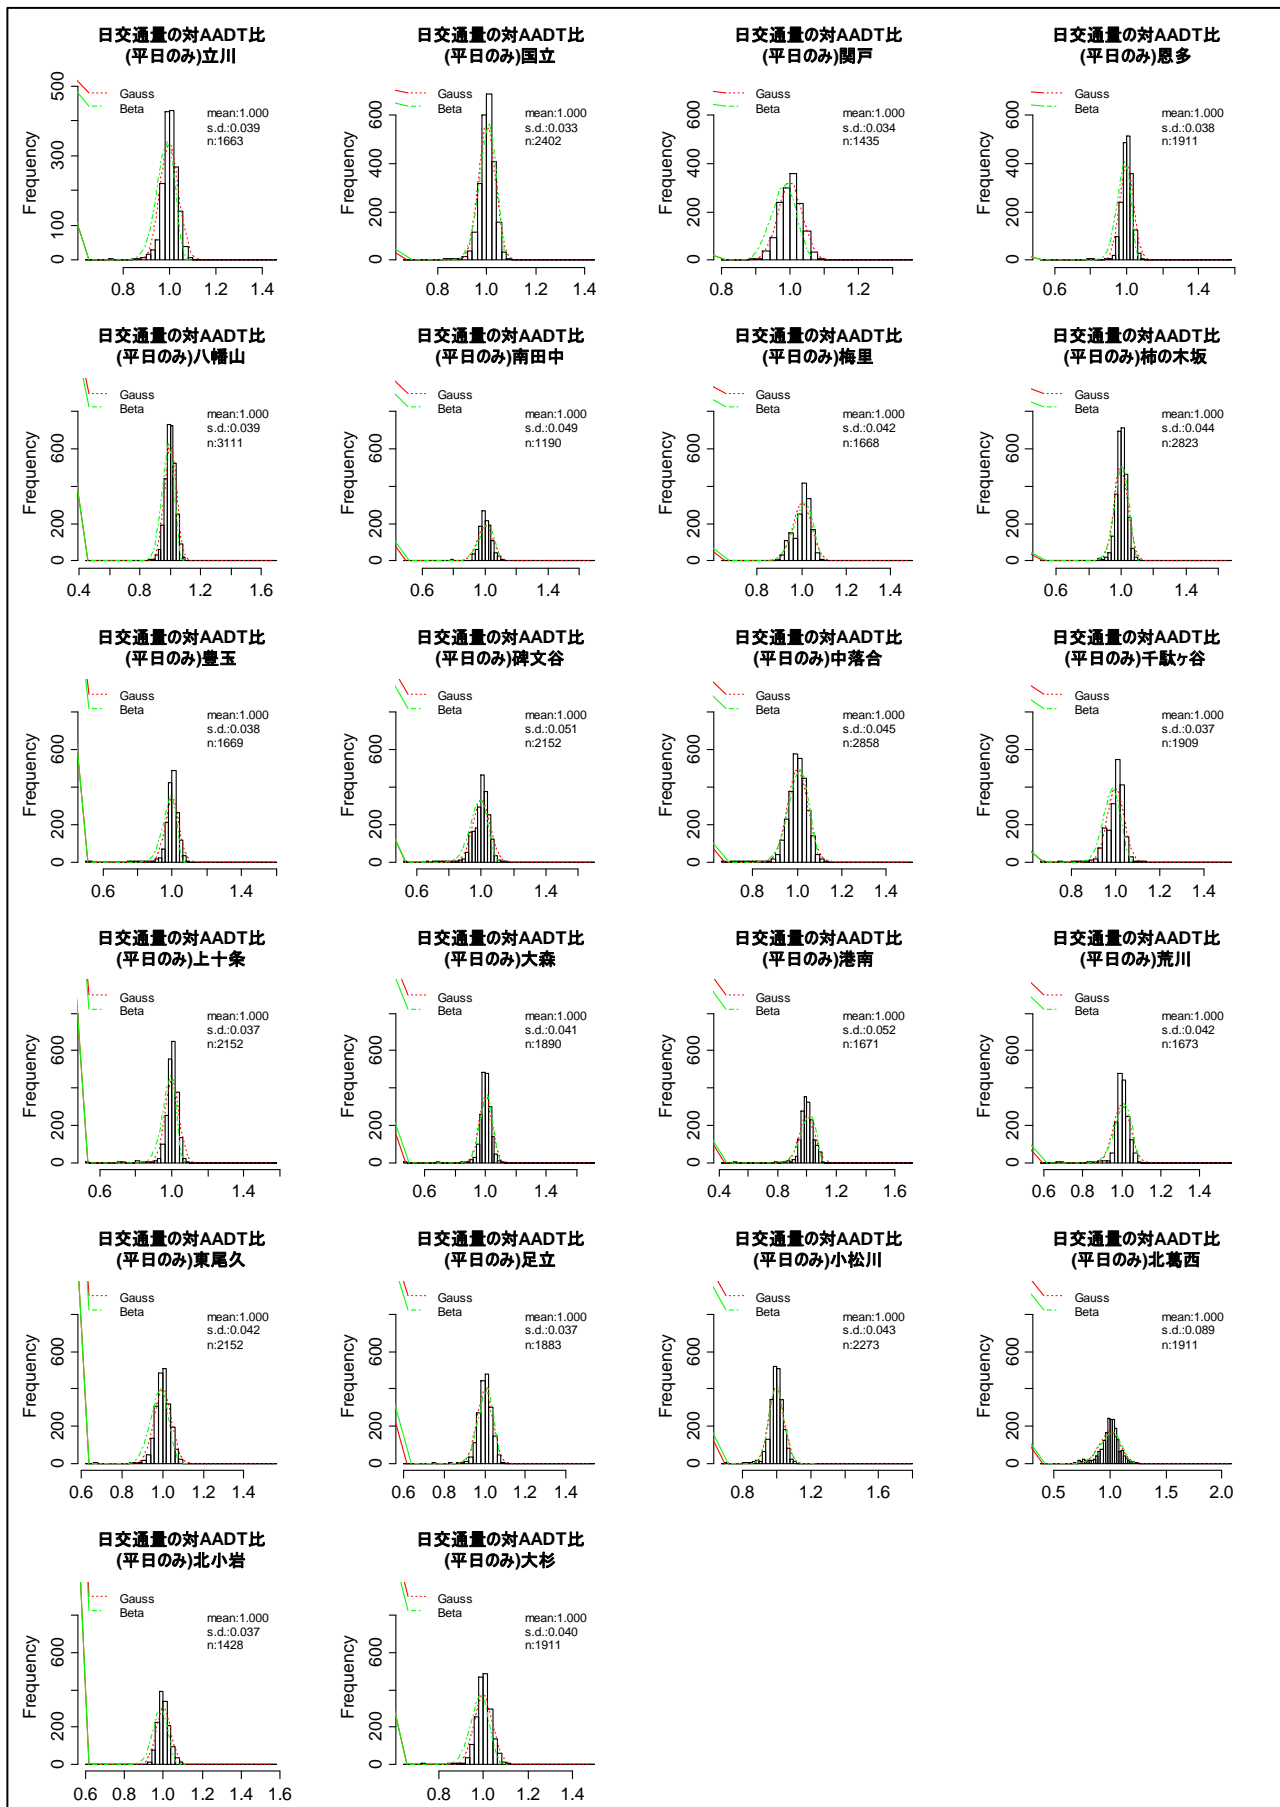 日交通量の対AADT比
(平日のみ)立川
Frequency
0 100 300 500
0.8 1.0 1.2 1.4
Gauss
Beta
mean:1.000
s.d.:0.039
n:1663
日交通量の対AADT比
(平日のみ)国立
Frequency
0 200 400 600
0.8 1.0 1.2 1.4
Gauss
Beta
mean:1.000
s.d.:0.033
n:2402
日交通量の対AADT比
(平日のみ)関戸
Frequency
0 200 400 600
0.8 1.0 1.2
Gauss
Beta
mean:1.000
s.d.:0.034
n:1435
日交通量の対AADT比
(平日のみ)恩多
Frequency
0 200 400 600
0.6 1.0 1.4
Gauss
Beta
mean:1.000
s.d.:0.038
n:1911
日交通量の対AADT比
(平日のみ)八幡山
Frequency
0 200 600
0.4 0.8 1.2 1.6
Gauss
Beta
mean:1.000
s.d.:0.039
n:3111
日交通量の対AADT比
(平日のみ)南田中
Frequency
0 200 600
0.6 1.0 1.4
Gauss
Beta
mean:1.000
s.d.:0.049
n:1190
日交通量の対AADT比
(平日のみ)梅里
Frequency
0 200 600
0.8 1.0 1.2 1.4
Gauss
Beta
mean:1.000
s.d.:0.042
n:1668
日交通量の対AADT比
(平日のみ)柿の木坂
Frequency
0 200 600
0.6 1.0 1.4
Gauss
Beta
mean:1.000
s.d.:0.044
n:2823
日交通量の対AADT比
(平日のみ)豊玉
Frequency
0 200 600
0.6 1.0 1.4
Gauss
Beta
mean:1.000
s.d.:0.038
n:1669
日交通量の対AADT比
(平日のみ)碑文谷
Frequency
0 200 600
0.6 1.0 1.4
Gauss
Beta
mean:1.000
s.d.:0.051
n:2152
日交通量の対AADT比
(平日のみ)中落合
Frequency
0 200 600
0.8 1.0 1.2 1.4
Gauss
Beta
mean:1.000
s.d.:0.045
n:2858
日交通量の対AADT比
(平日のみ)千駄ヶ谷
Frequency
0 200 600
0.8 1.0 1.2 1.4
Gauss
Beta
mean:1.000
s.d.:0.037
n:1909
日交通量の対AADT比
(平日のみ)上十条
Frequency
0 200 600
0.6 1.0 1.4
Gauss
Beta
mean:1.000
s.d.:0.037
n:2152
日交通量の対AADT比
(平日のみ)大森
Frequency
0 200 600
0.6 1.0 1.4
Gauss
Beta
mean:1.000
s.d.:0.041
n:1890
日交通量の対AADT比
(平日のみ)港南
Frequency
0 200 600
0.4 0.8 1.2 1.6
Gauss
Beta
mean:1.000
s.d.:0.052
n:1671
日交通量の対AADT比
(平日のみ)荒川
Frequency
0 200 600
0.6 0.8 1.0 1.2 1.4
Gauss
Beta
mean:1.000
s.d.:0.042
n:1673
日交通量の対AADT比
(平日のみ)東尾久
Frequency
0 200 600
0.6 0.8 1.0 1.2 1.4
Gauss
Beta
mean:1.000
s.d.:0.042
n:2152
日交通量の対AADT比
(平日のみ)足立
Frequency
0 200 600
0.6 0.8 1.0 1.2 1.4
Gauss
Beta
mean:1.000
s.d.:0.037
n:1883
日交通量の対AADT比
(平日のみ)小松川
Frequency
0 200 600
0.8 1.2 1.6
Gauss
Beta
mean:1.000
s.d.:0.043
n:2273
日交通量の対AADT比
(平日のみ)北葛西
Frequency
0 200 600
0.5 1.0 1.5 2.0
Gauss
Beta
mean:1.000
s.d.:0.089
n:1911
日交通量の対AADT比
(平日のみ)北小岩
Frequency
0 200 600
0.6 0.8 1.0 1.2 1.4 1.6
Gauss
Beta
mean:1.000
s.d.:0.037
n:1428
日交通量の対AADT比
(平日のみ)大杉
Frequency
0 200 600
0.8 1.0 1.2 1.4
Gauss
Beta
mean:1.000
s.d.:0.040
n:1911